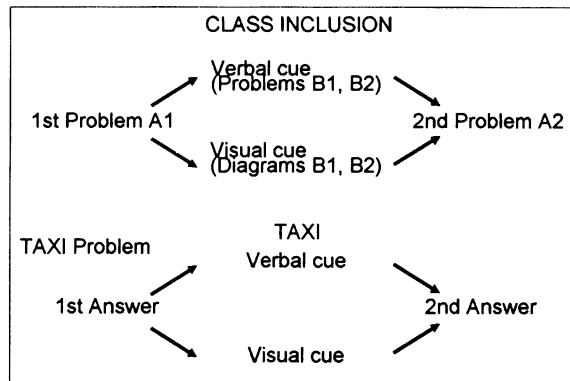 CLASS INCLUSION
Verbal cue
(Problems B1, B2)
1st Problem A1
2nd Problem A2
Visual cue
(Diagrams B1, B2)
TAXI
TAXI Problem
Verbal cue
1st Answer
2nd Answer
Visual cue